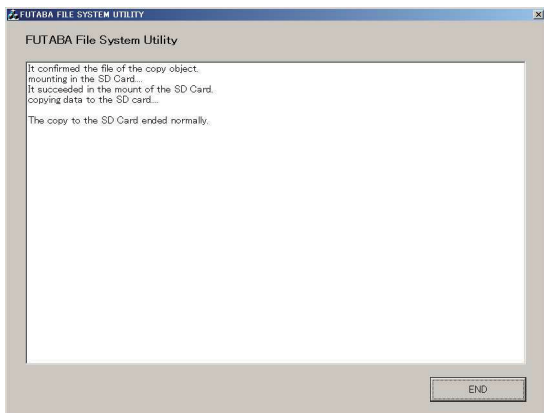 FUTABA FILE SYSTEM UTILITY
FUTABA File System Utility
It confirmed the file of the copy object.
mounting in the SD Card...
It succeeded in the mount of the SD Card.
copying data to the SD card...
The copy to the SD Card ended normally.
END